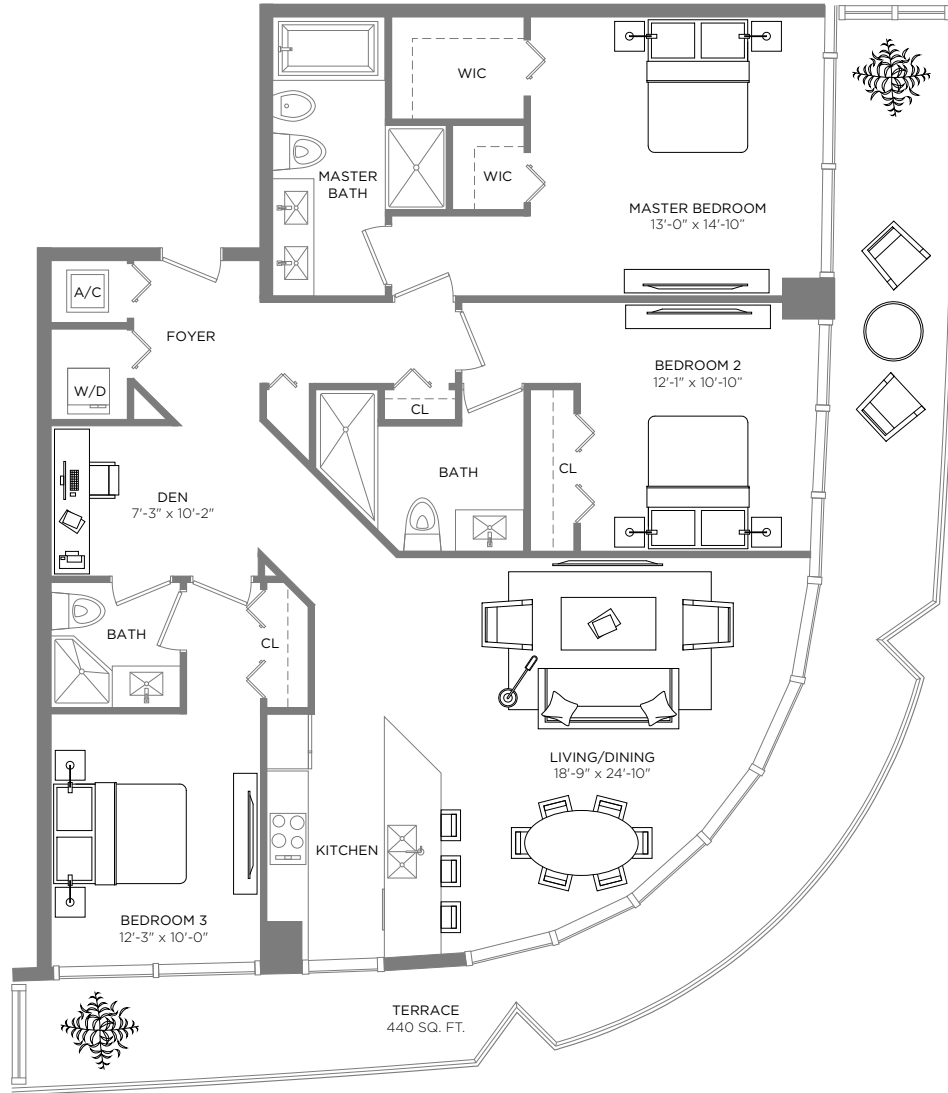 WIC
MASTER
BATH
WIC
MASTER BEDROOM
13'-0" x 14'-10"
A/C
FOYER
W/D
CL
BEDROOM 2
12'-1" x 10'-10"
BATH
CL
DEN
7'-3" x 10'-2"
BATH
CL
LIVING/DINING
18'-9" x 24'-10"
KITCHEN
BEDROOM 3
12'-3" x 10'-0"
TERRACE
440 SQ. FT.